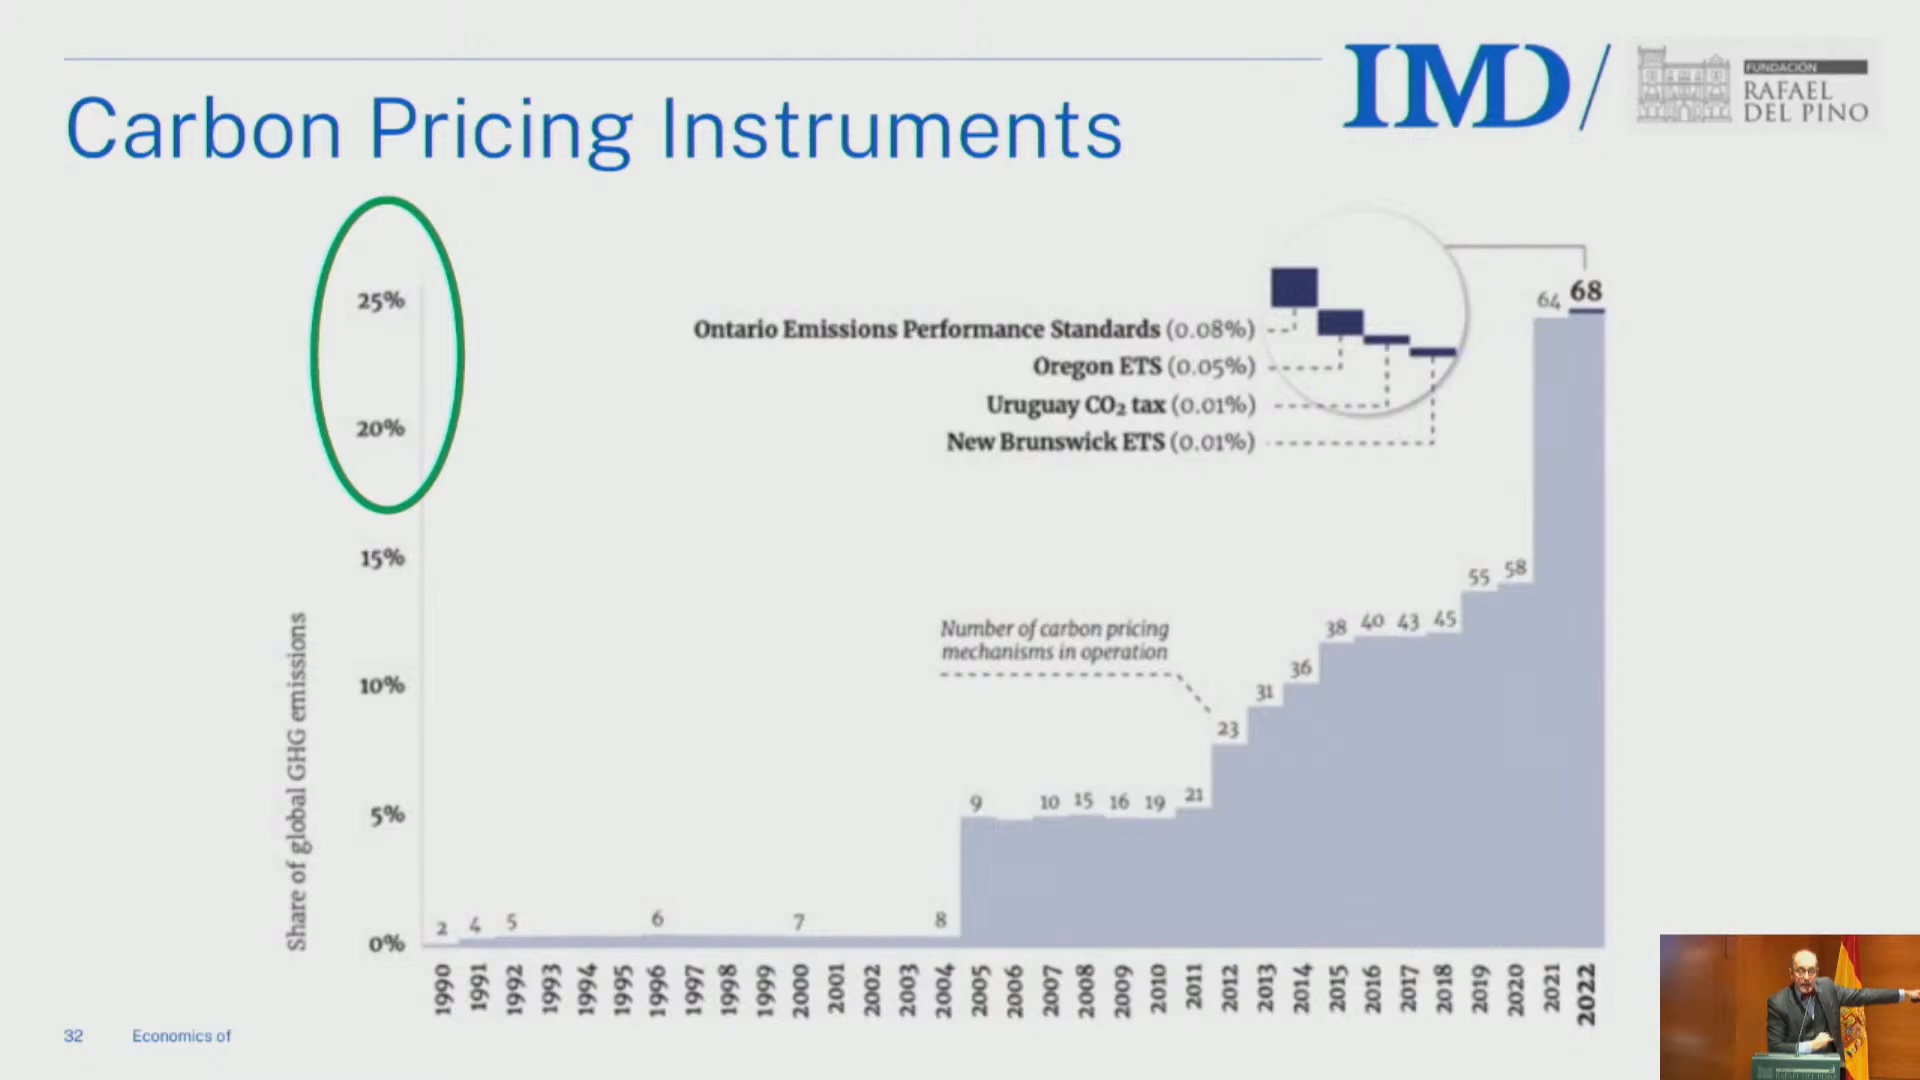 IMD
FUNDACIÓN
RAFAEL
DEL PINO
Carbon Pricing Instruments
25%
20%
15%
10%
5%
0%
Share of global GHG emissions
Ontario Emissions Performance Standards (0.08%)
Oregon ETS (0.05%)
Uruguay CO₂ tax (0.01%)
New Brunswick ETS (0.01%)
Number of carbon pricing
mechanisms in operation
2 4 5 6 7 8 9 10 15 16 19 21 23 31 36 38 40 43 45 55 58 64 68
1990 1991 1992 1993 1994 1995 1996 1997 1998 1999 2000 2001 2002 2003 2004 2005 2006 2007 2008 2009 2010 2011 2012 2013 2014 2015 2016 2017 2018 2019 2020 2021 2022
32 Economics of
RAFAEL DEL PINO